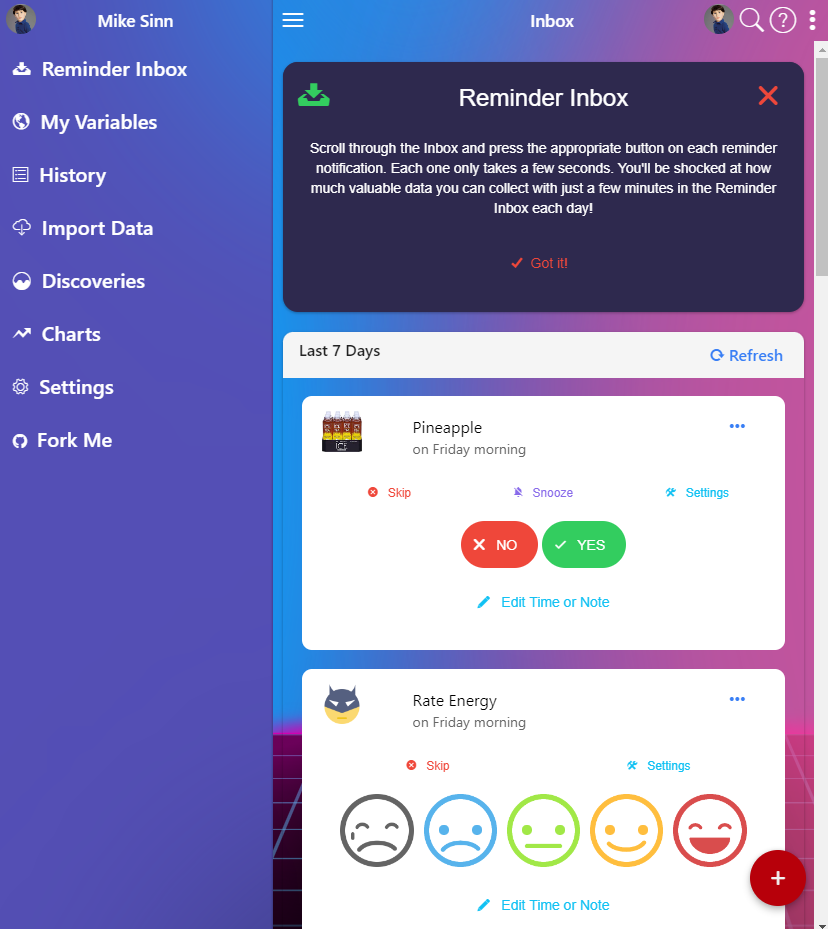 Mike Sinn
Reminder Inbox
My Variables
History
Import Data
Discoveries
Charts
Settings
Fork Me
Inbox
?
Reminder Inbox
Scroll through the Inbox and press the appropriate button on each reminder
notification. Each one only takes a few seconds. You'll be shocked at how
much valuable data you can collect with just a few minutes in the Reminder
Inbox each day!
Got it!
Last 7 Days
Refresh
Pineapple
on Friday morning
Skip
Snooze
Settings
NO
YES
Edit Time or Note
Rate Energy
on Friday morning
Skip
Settings
Edit Time or Note
+